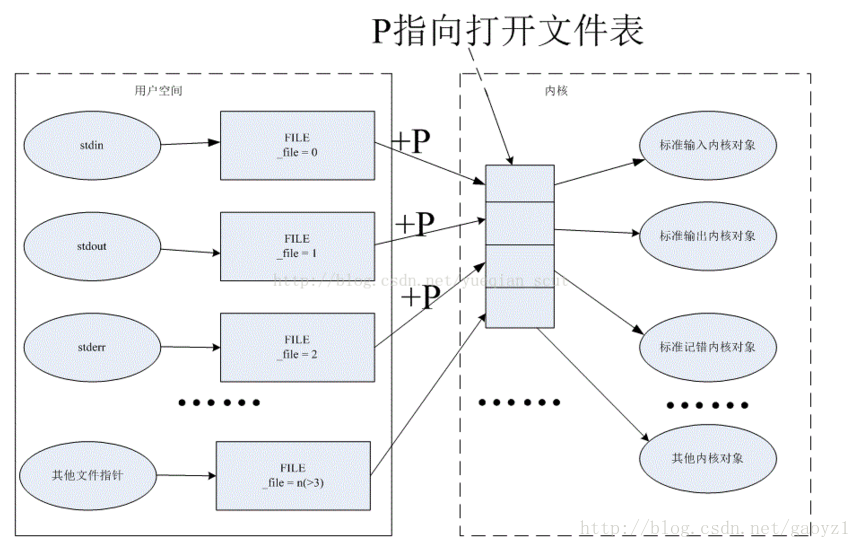 P指向打开文件表
用户空间
内核
stdin
FILE
_file = 0
+P
标准输入内核对象
stdout
FILE
_file = 1
+P
标准输出内核对象
http://blog.csdn.net/yuenian_scut
+P
stderr
FILE
_file = 2
标准记错内核对象
其他文件指针
FILE
_file = n(>3)
其他内核对象
http://blog.csdn.net/gaoyz1